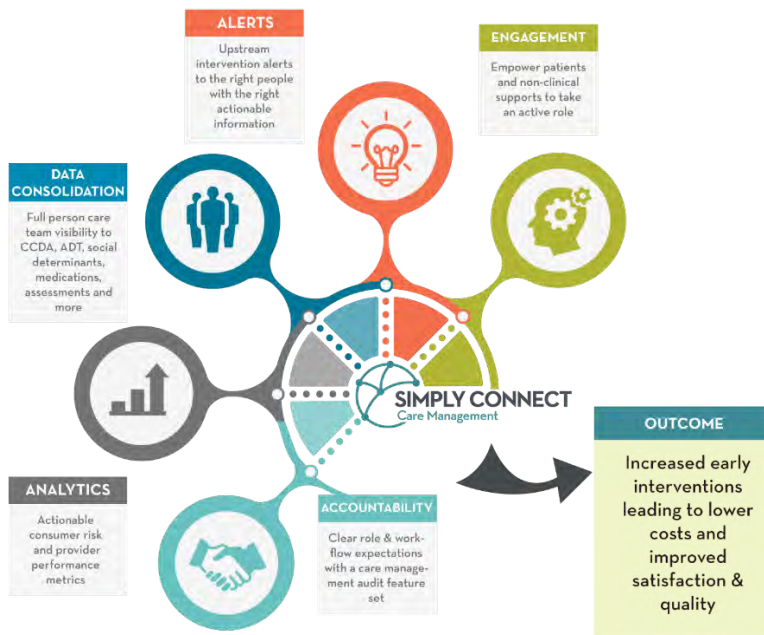 ALERTS
Upstream
intervention alerts
to the right people
with the right
actionable
information
ENGAGEMENT
Empower patients
and non-clinical
supports to take
an active role
DATA
CONSOLIDATION
Full person care
team visibility to
CCDA, ADT, social
determinants,
medications,
assessments and
more
SIMPLY CONNECT
Care Management
ANALYTICS
Actionable
consumer risk
and provider
performance
metrics
ACCOUNTABILITY
Clear role & work-
flow expectations
with a care manage-
ment audit feature
set
OUTCOME
Increased early
interventions
leading to lower
costs and
improved
satisfaction &
quality